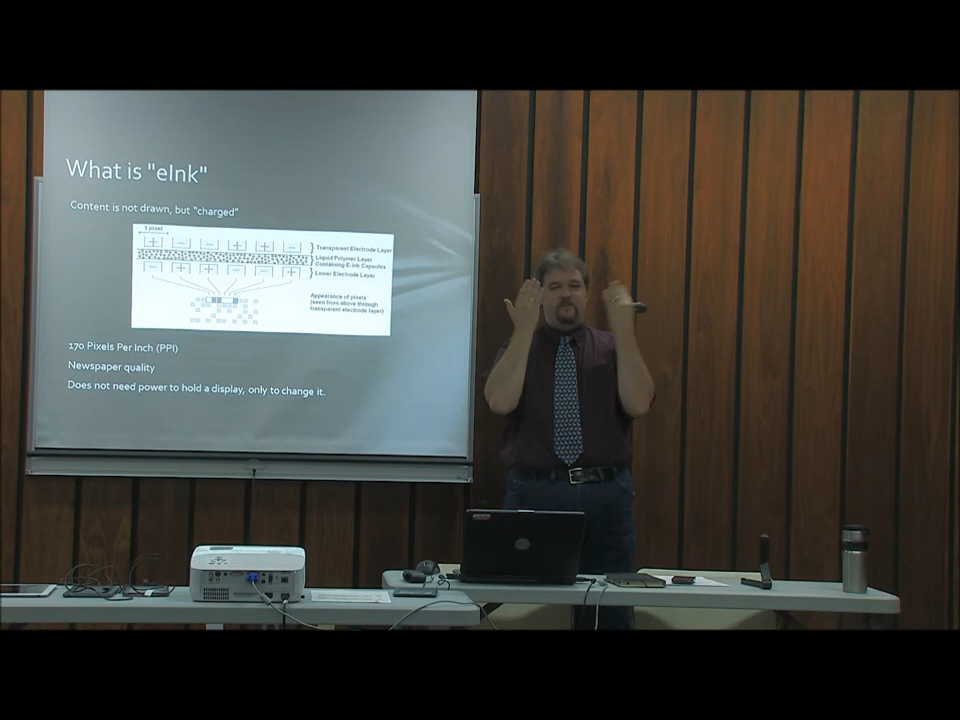 What is "eInk"
Content is not drawn, but "charged"
1 pixel
+ − − + + −
Transparent Electrode Layer
Liquid Polymer Layer
Containing E-ink Capsules
− + + − − +
Lower Electrode Layer
Appearance of pixels
(seen from above through
transparent electrode layer)
170 Pixels Per Inch (PPI)
Newspaper quality
Does not need power to hold a display, only to change it.